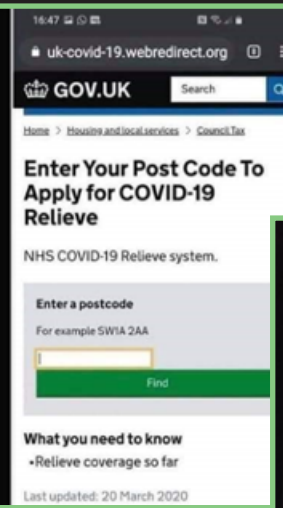 16:47
uk-covid-19.webredirect.org
GOV.UK
Search
Home > Housing and local services > Council Tax
Enter Your Post Code To
Apply for COVID-19
Relieve
NHS COVID-19 Relieve system.
Enter a postcode
For example SW1A 2AA
Find
What you need to know
•Relieve coverage so far
Last updated: 20 March 2020